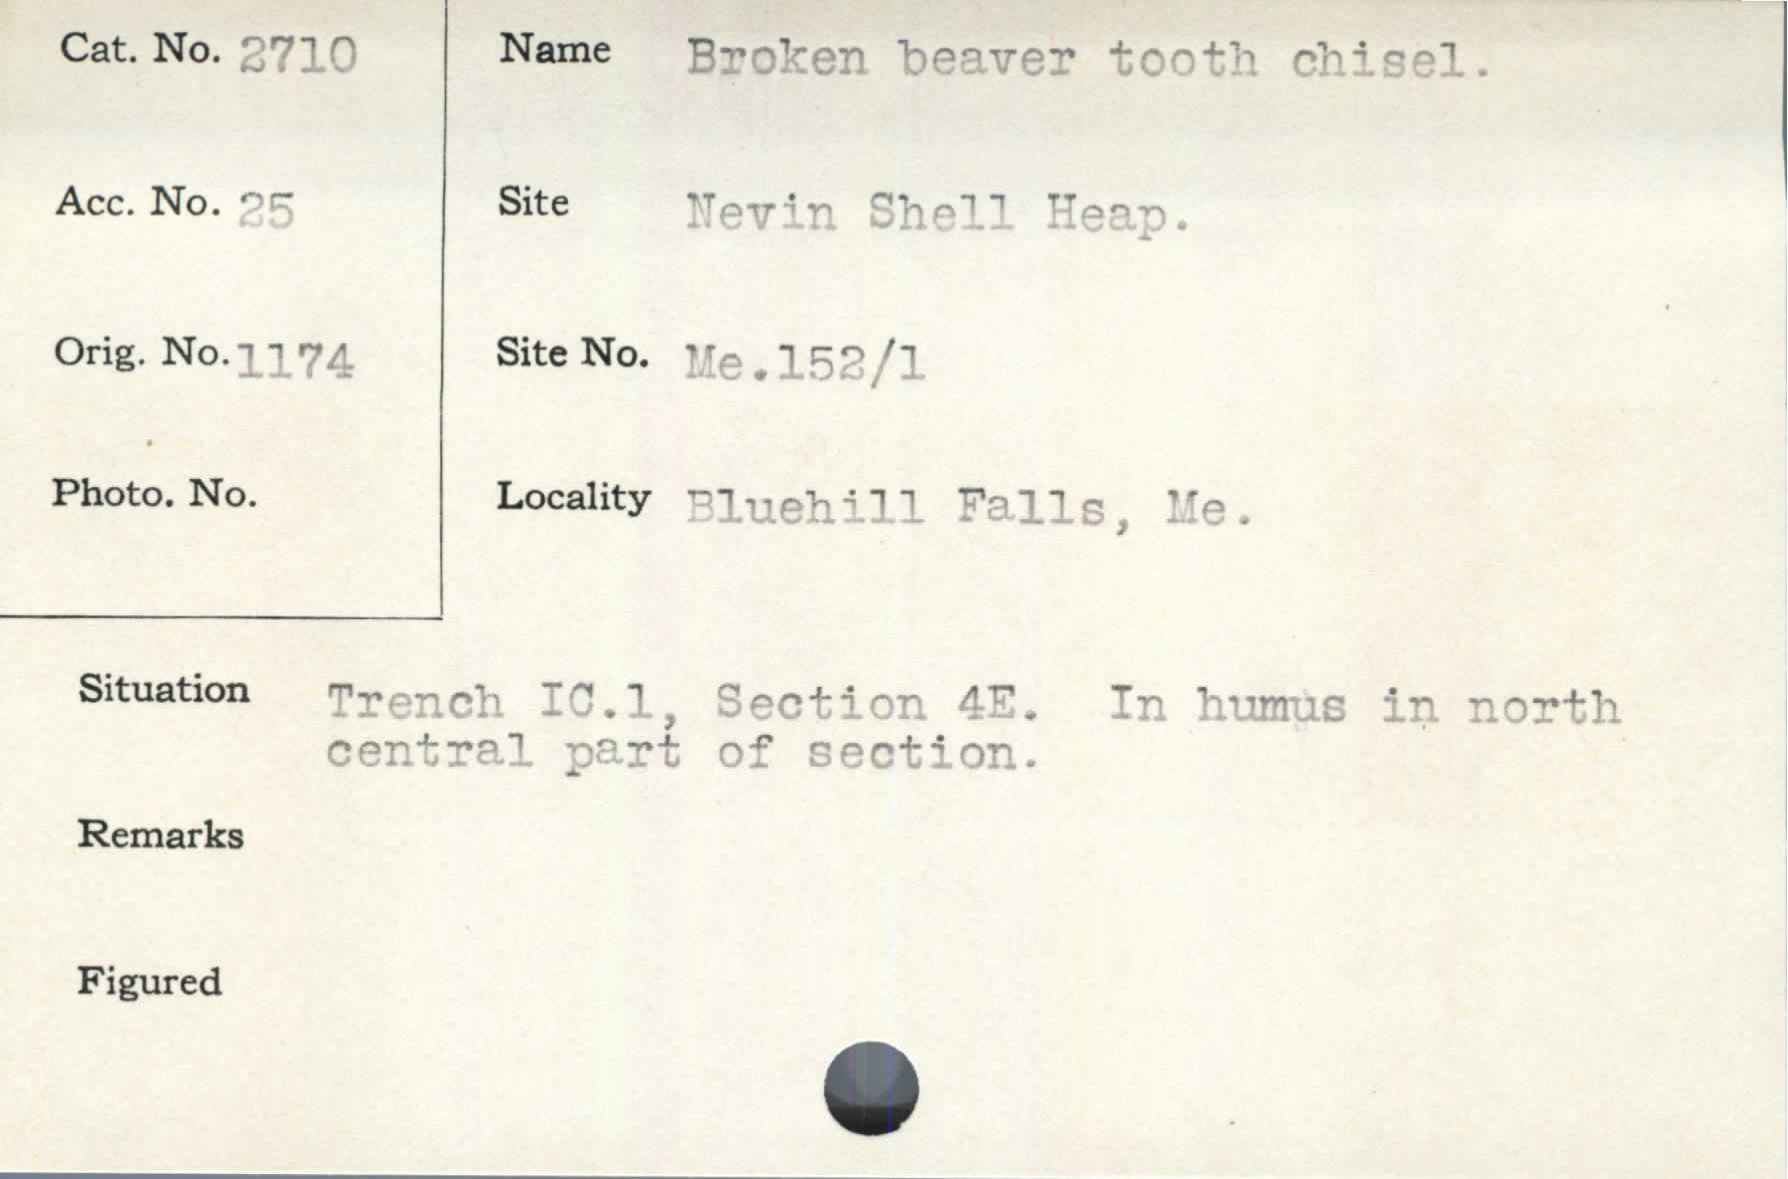 Cat. No. 2710
Name Broken beaver tooth chisel.
Acc. No. 25
Site Nevin Shell Heap.
Orig. No. 1174
Site No. Me.152/1
Photo. No.
Locality Bluehill Falls, Me.
Situation Trench IC.1, Section 4E. In humus in north
central part of section.
Remarks
Figured